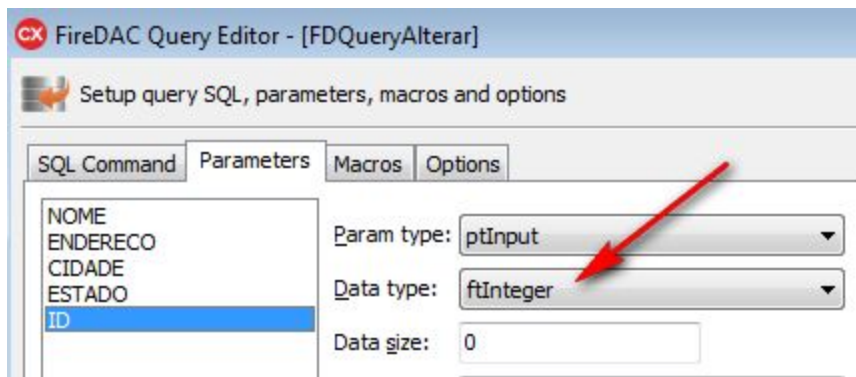 CX FireDAC Query Editor - [FDQueryAlterar]
Setup query SQL, parameters, macros and options
SQL Command Parameters Macros Options
NOME
ENDERECO
CIDADE
ESTADO
ID
Param type: ptInput
Data type: ftInteger
Data size: 0